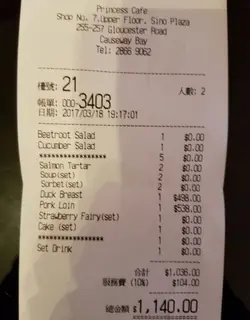 Princess Cafe
Shop No. 7,Upper Floor, Sino Plaza
255-257 Gloucester Road
Causeway Bay
Tel: 2868 9062
檯號: 21 人數: 2
帳單: 000-3403
日期: 2017/03/18 19:17:01
Beetroot Salad 1 $0.00
Cucumber Salad 1 $0.00
****************** 5 $0.00
Salmon Tartar 2 $0.00
Soup(set) 2 $0.00
Sorbet(set) 2 $0.00
Duck Breast 1 $498.00
Pork Loin 1 $538.00
Strawberry Fairy(set) 1 $0.00
Cake (set) 1 $0.00
****************** 1 $0.00
Set Drink 1 $0.00
合計 $1,036.00
服務費 (10%) $104.00
總金額 $1,140.00